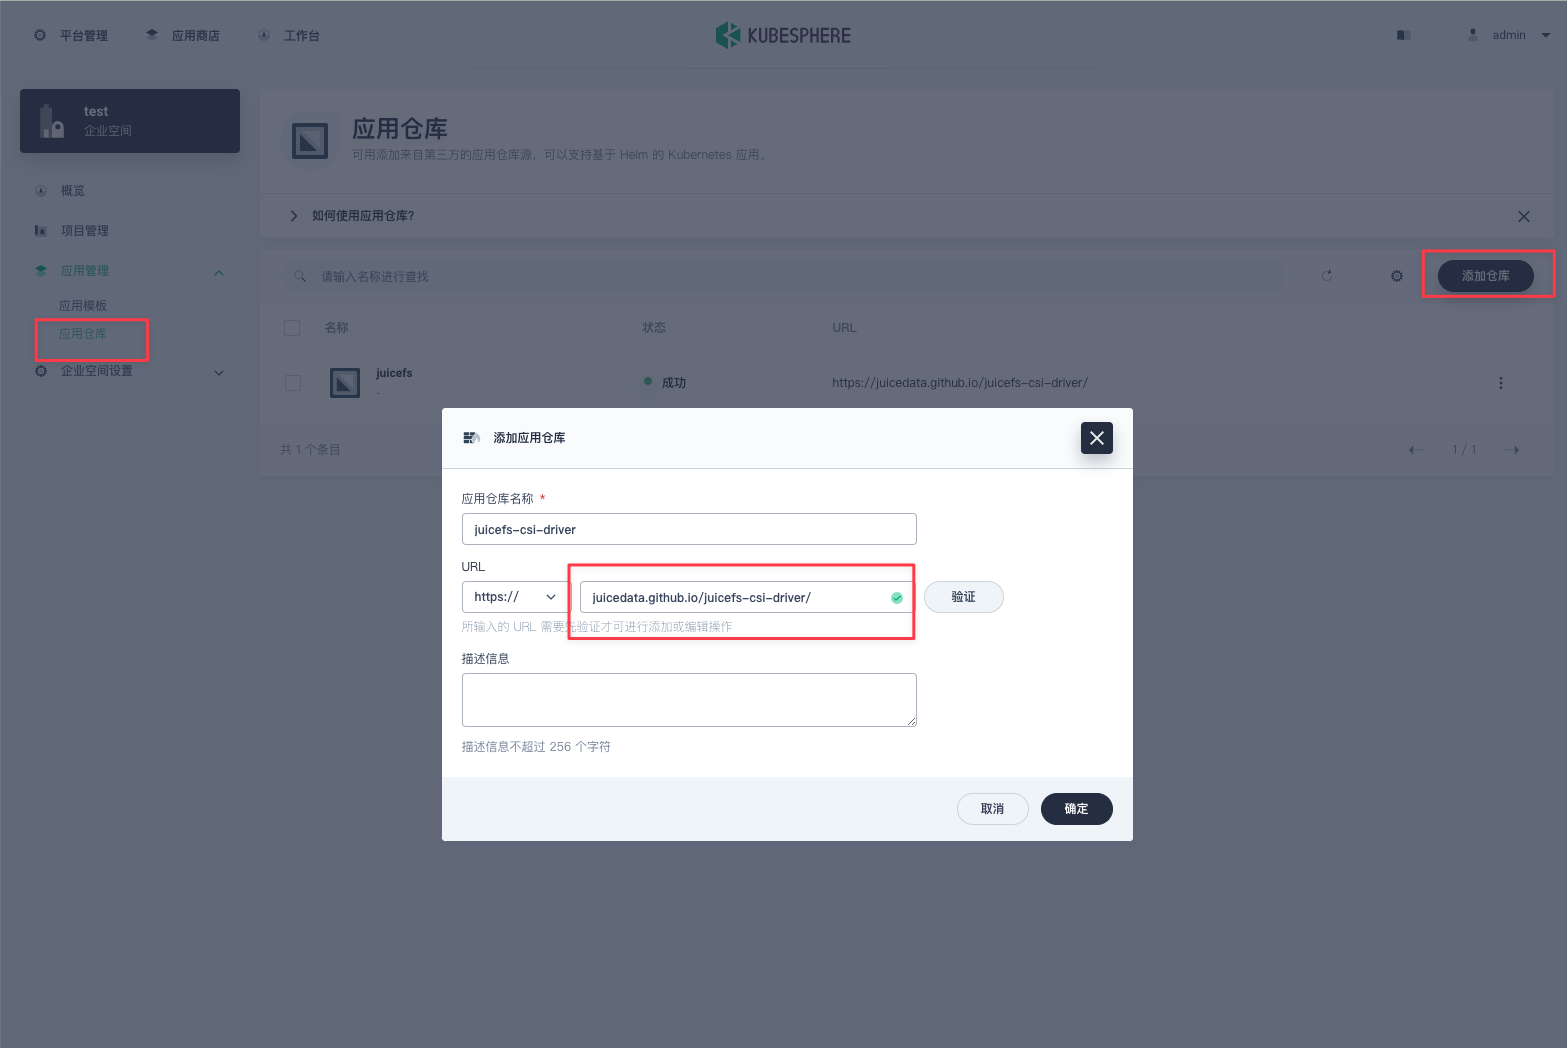 平台管理
应用商店
工作台
KUBESPHERE
admin
test
企业空间
概览
项目管理
应用管理
应用模板
应用仓库
企业空间设置
应用仓库
可用添加来自第三方的应用仓库源，可以支持基于 Helm 的 Kubernetes 应用。
如何使用应用仓库?
请输入名称进行查找
添加仓库
名称
状态
URL
juicefs
-
成功
https://juicedata.github.io/juicefs-csi-driver/
共 1 个条目
1 / 1
添加应用仓库
应用仓库名称 *
juicefs-csi-driver
URL
https://
juicedata.github.io/juicefs-csi-driver/
验证
所输入的 URL 需要先验证才可进行添加或编辑操作
描述信息
描述信息不超过 256 个字符
取消
确定